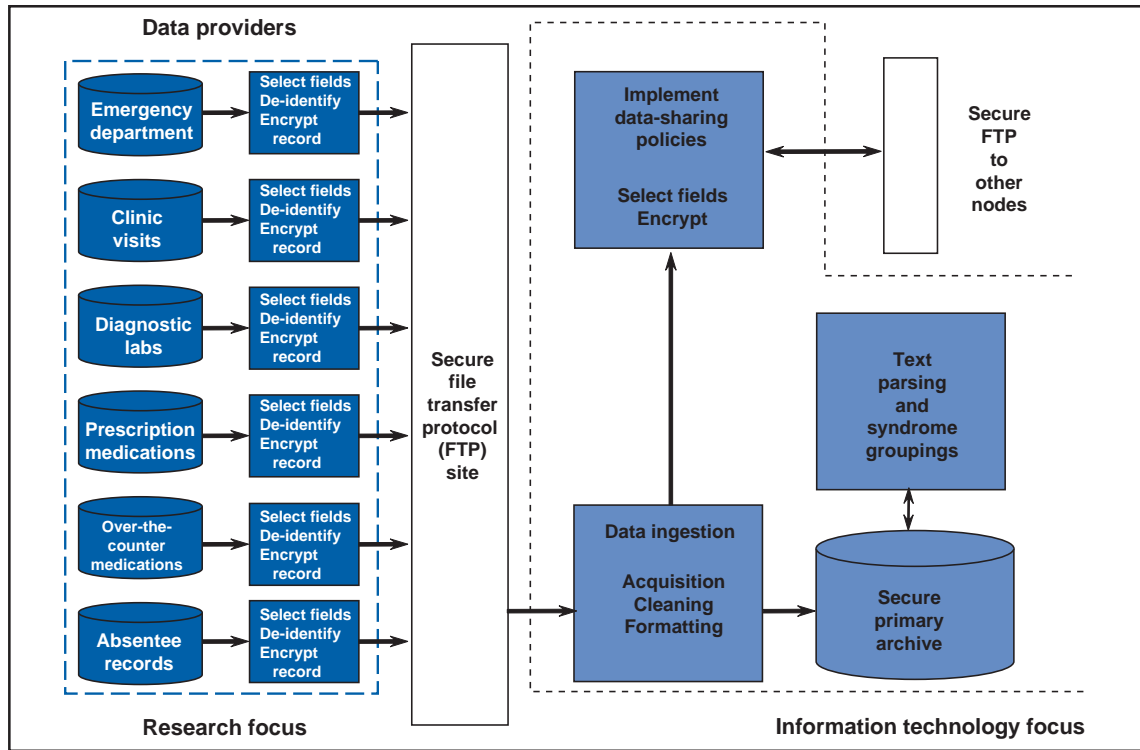 Data providers
Emergency
department
Select fields
De-identify
Encrypt
record
Clinic
visits
Select fields
De-identify
Encrypt
record
Diagnostic
labs
Select fields
De-identify
Encrypt
record
Prescription
medications
Select fields
De-identify
Encrypt
record
Over-the-
counter
medications
Select fields
De-identify
Encrypt
record
Absentee
records
Select fields
De-identify
Encrypt
record
Research focus
Secure
file
transfer
protocol
(FTP)
site
Implement
data-sharing
policies
Select fields
Encrypt
Secure
FTP
to
other
nodes
Text
parsing
and
syndrome
groupings
Data ingestion
Acquisition
Cleaning
Formatting
Secure
primary
archive
Information technology focus